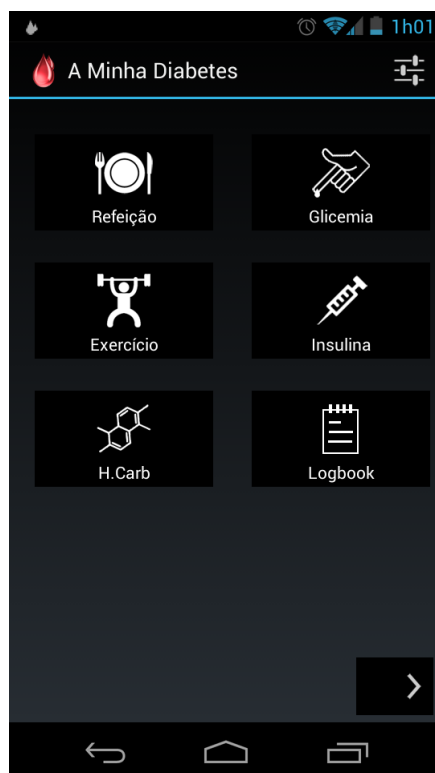 1h01
A Minha Diabetes
Refeição
Glicemia
Exercício
Insulina
H.Carb
Logbook